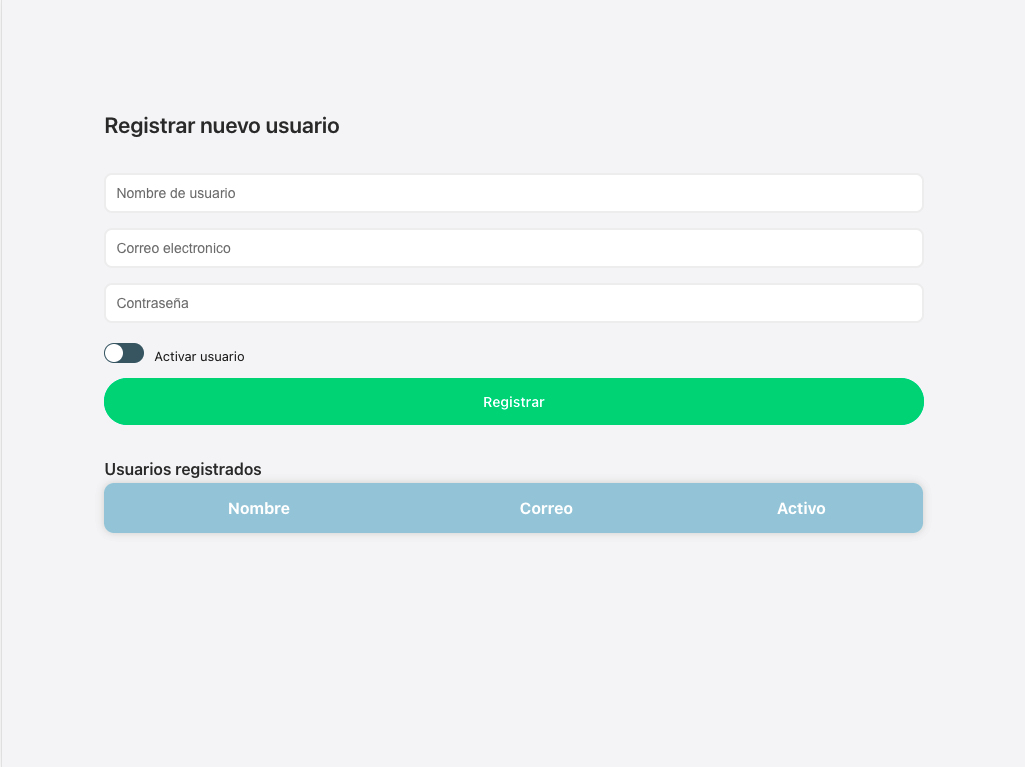 Registrar nuevo usuario
Nombre de usuario
Correo electronico
Contraseña
Activar usuario
Registrar
Usuarios registrados
Nombre Correo Activo